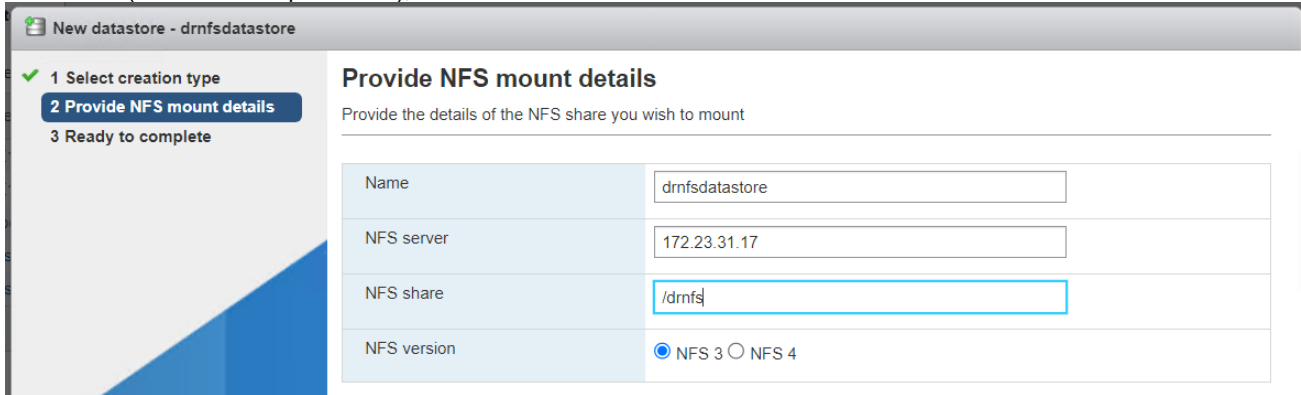 New datastore - drnfsdatastore
1 Select creation type
2 Provide NFS mount details
3 Ready to complete
Provide NFS mount details
Provide the details of the NFS share you wish to mount
Name
drnfsdatastore
NFS server
172.23.31.17
NFS share
/drnfs
NFS version
NFS 3 NFS 4